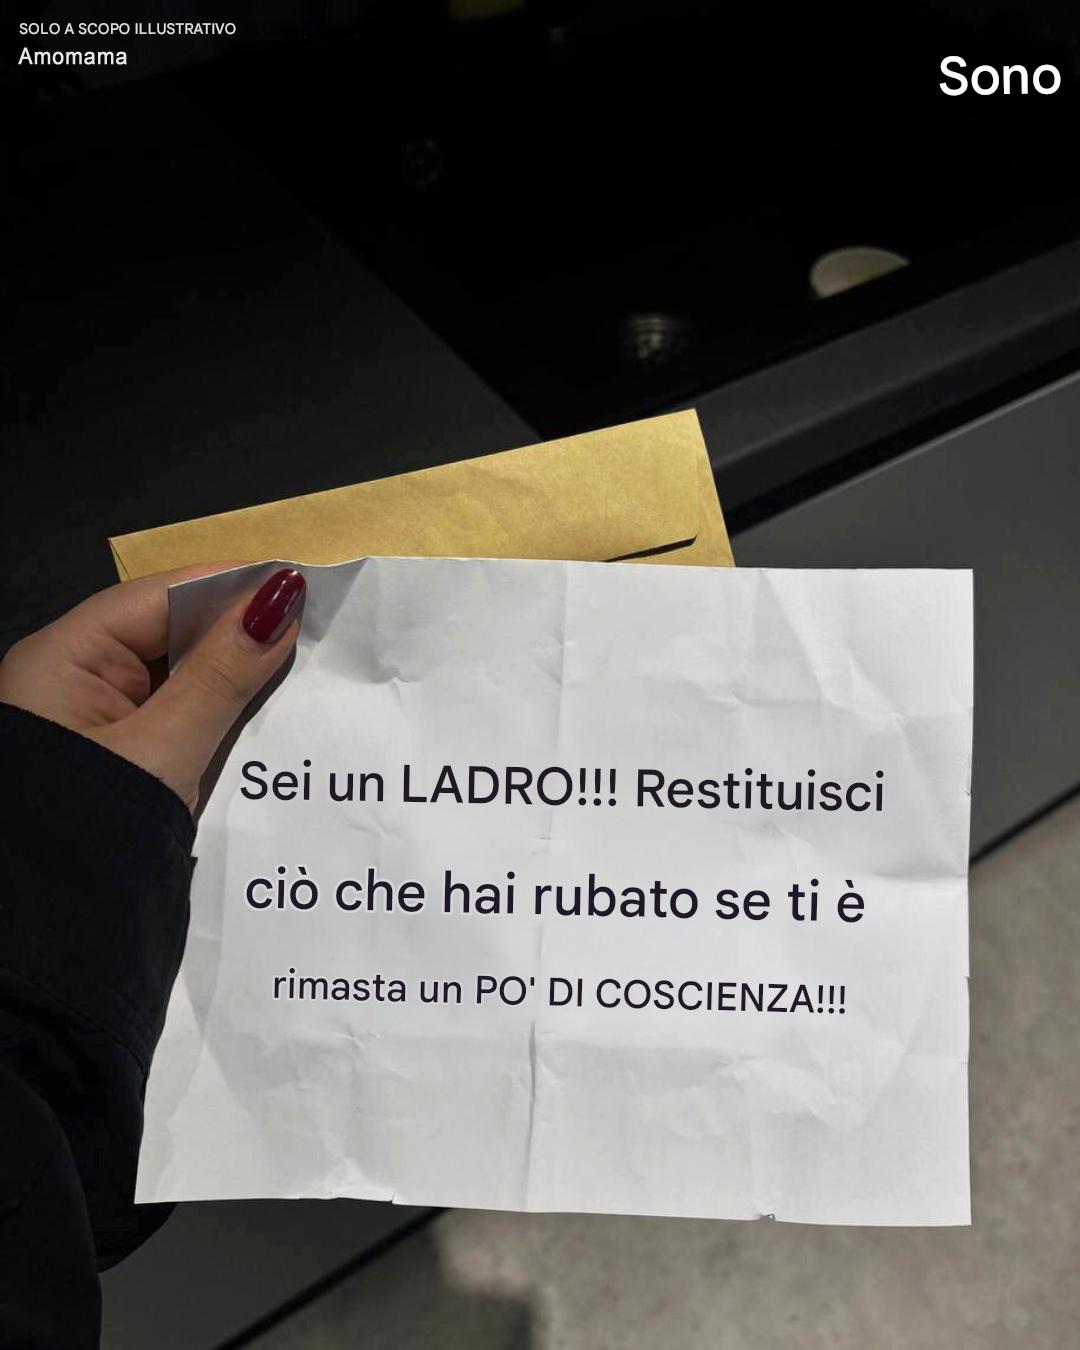 SOLO A SCOPO ILLUSTRATIVO
Amomama
Sono
Sei un LADRO!!! Restituisci
ciò che hai rubato se ti è
rimasta un PO' DI COSCIENZA!!!